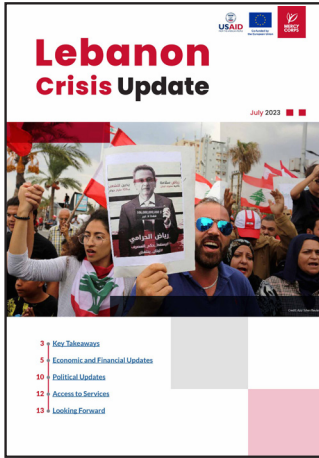 USAID
Co-funded by
the European Union
MERCY
CORPS
Lebanon
Crisis Update
July 2023
رياض الحرامي
3 Key Takeaways
5 Economic and Financial Updates
10 Political Updates
12 Access to Services
13 Looking Forward